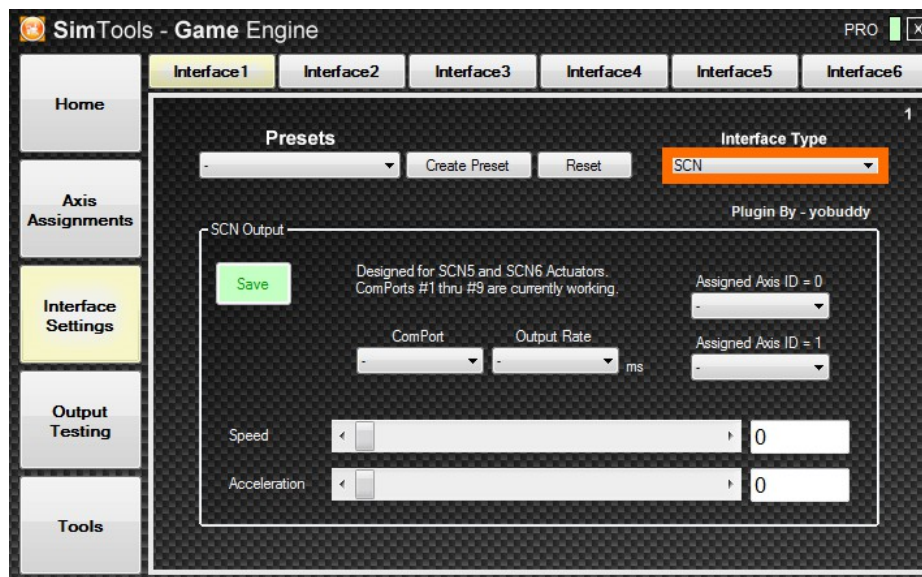 SimTools - Game Engine
PRO
X
Interface1
Interface2
Interface3
Interface4
Interface5
Interface6
Home
Axis
Assignments
Interface
Settings
Output
Testing
Tools
1
Presets
-
Create Preset
Reset
Interface Type
SCN
Plugin By - yobuddy
SCN Output
Save
Designed for SCN5 and SCN6 Actuators.
ComPorts #1 thru #9 are currently working.
ComPort
-
Output Rate
-
ms
Assigned Axis ID = 0
-
Assigned Axis ID = 1
-
Speed
0
Acceleration
0